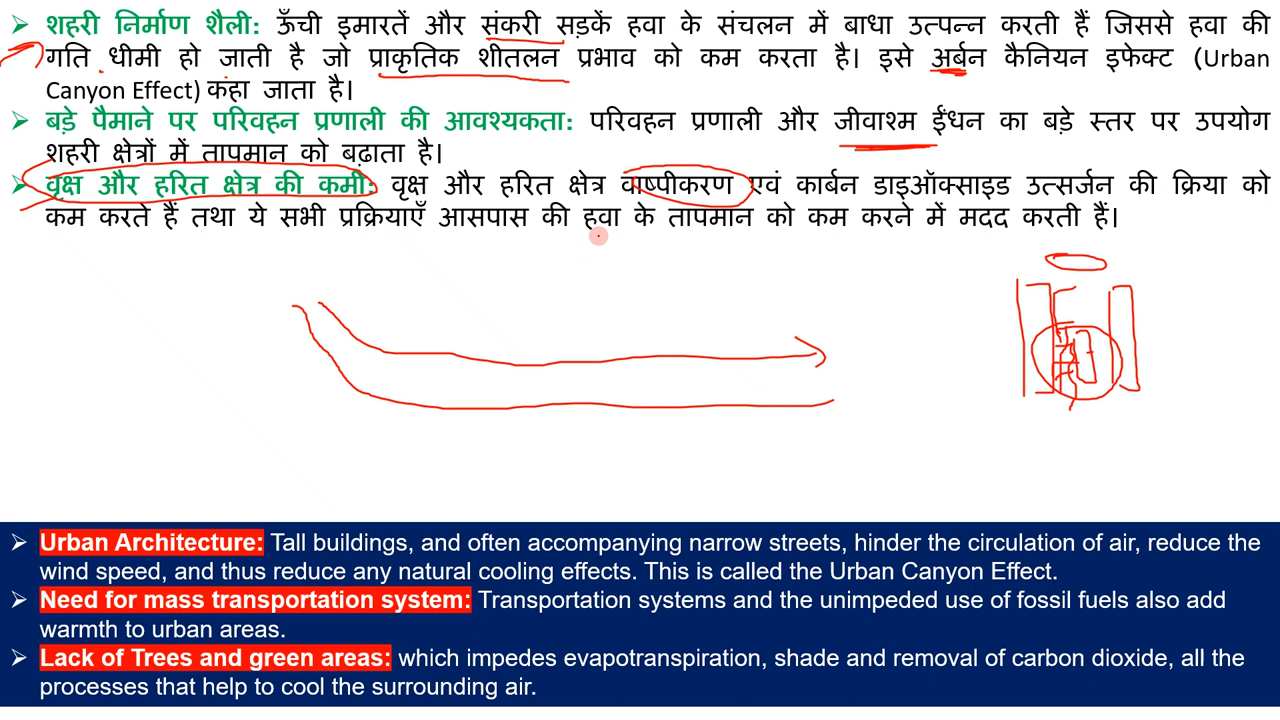 ➢ शहरी निर्माण शैली: ऊँची इमारतें और संकरी सड़कें हवा के संचलन में बाधा उत्पन्न करती हैं जिससे हवा की
गति धीमी हो जाती है जो प्राकृतिक शीतलन प्रभाव को कम करता है। इसे अर्बन कैनियन इफेक्ट (Urban
Canyon Effect) कहा जाता है।
➢ बड़े पैमाने पर परिवहन प्रणाली की आवश्यकता: परिवहन प्रणाली और जीवाश्म ईंधन का बड़े स्तर पर उपयोग
शहरी क्षेत्रों में तापमान को बढ़ाता है।
➢ वृक्ष और हरित क्षेत्र की कमी: वृक्ष और हरित क्षेत्र वाष्पीकरण एवं कार्बन डाइऑक्साइड उत्सर्जन की क्रिया को
कम करते हैं तथा ये सभी प्रक्रियाएँ आसपास की हवा के तापमान को कम करने में मदद करती हैं।
➢ Urban Architecture: Tall buildings, and often accompanying narrow streets, hinder the circulation of air, reduce the
wind speed, and thus reduce any natural cooling effects. This is called the Urban Canyon Effect.
➢ Need for mass transportation system: Transportation systems and the unimpeded use of fossil fuels also add
warmth to urban areas.
➢ Lack of Trees and green areas: which impedes evapotranspiration, shade and removal of carbon dioxide, all the
processes that help to cool the surrounding air.